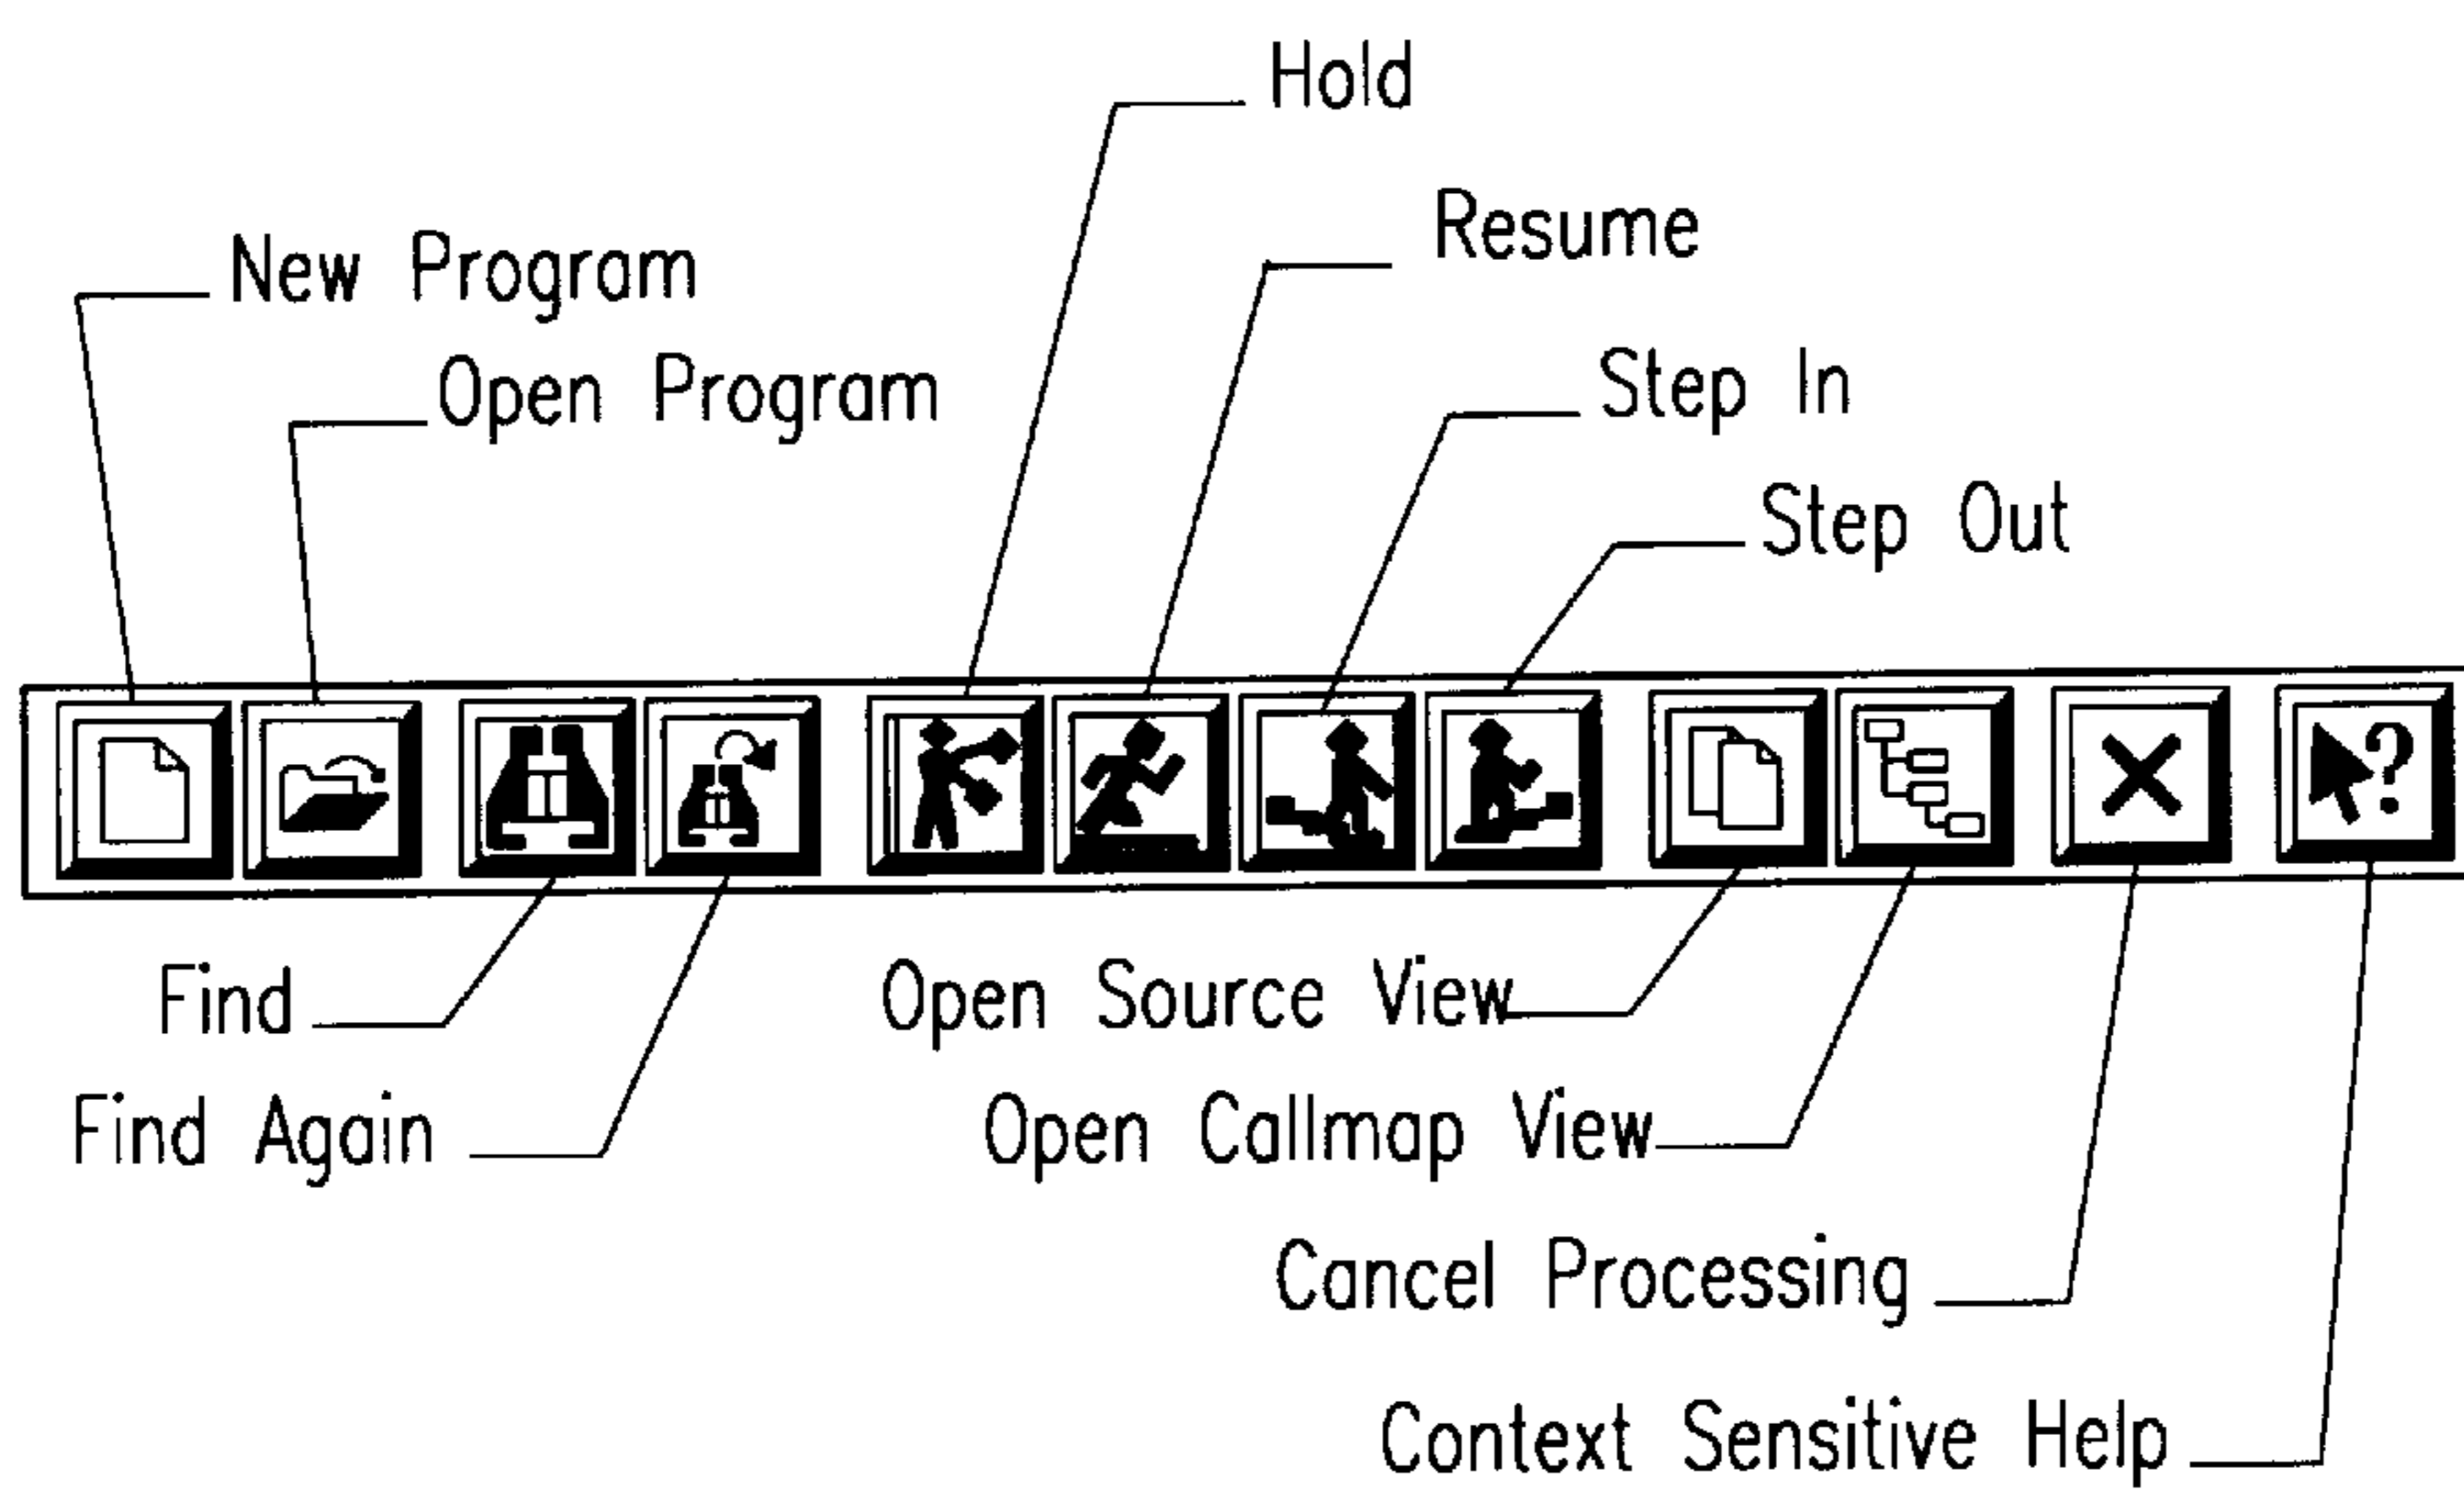 Hold
Resume
New Program
Open Program
Step In
Step Out
?
Find
Open Source View
Find Again
Open Callmap View
Cancel Processing
Context Sensitive Help